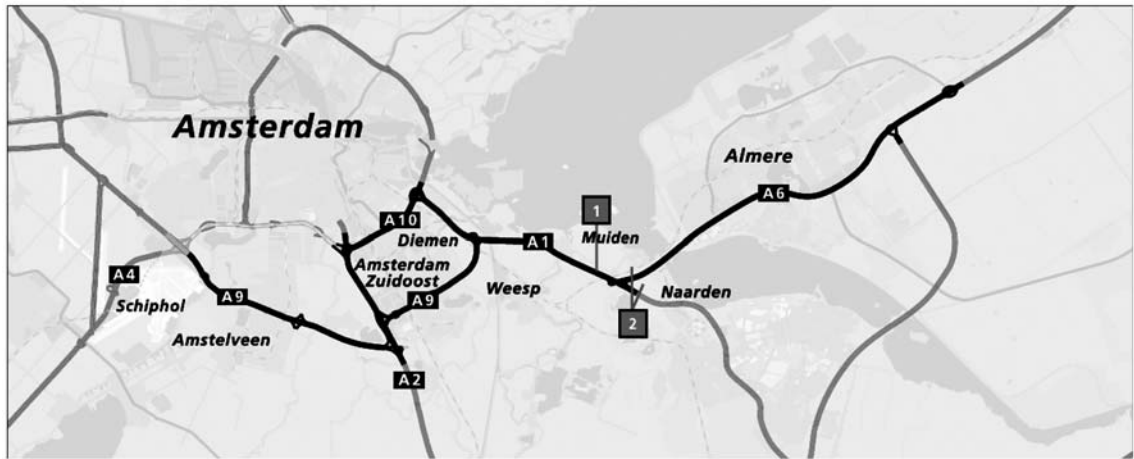 Amsterdam
Almere
A6
1
A10
Diemen
A1
Muiden
A4
Amsterdam
Zuidoost
Schiphol
A9
A9
Weesp
Naarden
2
Amstelveen
A2